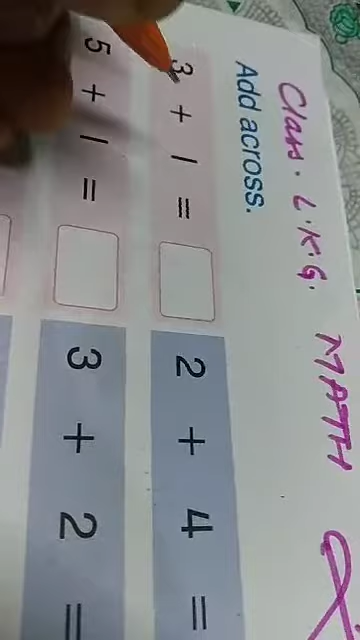 Class. L.K.G. MATH
Add across.
3 + 1 = 2 + 4 =
5 + 1 = 3 + 2 =